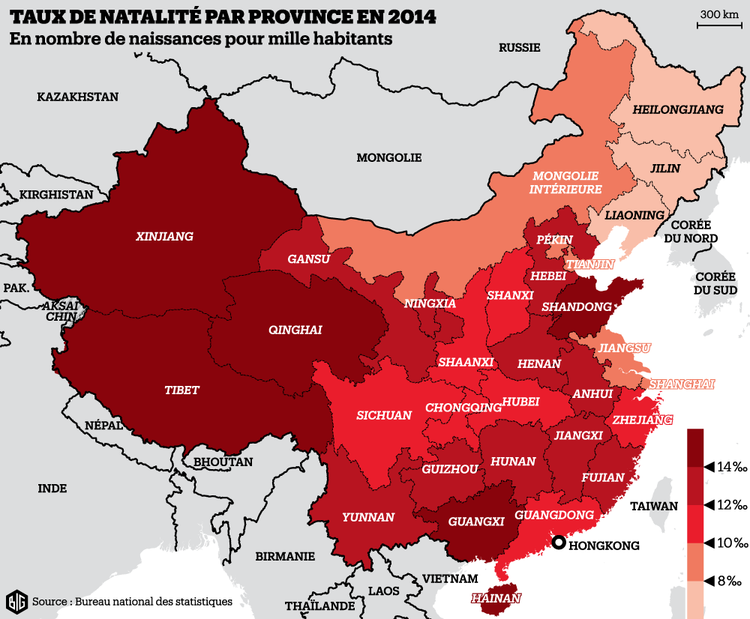 TAUX DE NATALITÉ PAR PROVINCE EN 2014
En nombre de naissances pour mille habitants
300 km
RUSSIE
KAZAKHSTAN
HEILONGJIANG
MONGOLIE
JILIN
MONGOLIE
INTÉRIEURE
KIRGHISTAN
LIAONING
XINJIANG
CORÉE
DU NORD
PÉKIN
GANSU
TIANJIN
HEBEI
CORÉE
DU SUD
PAK.
AKSAI
CHIN
NINGXIA
SHANXI
SHANDONG
QINGHAI
JIANGSU
SHAANXI
HENAN
TIBET
SHANGHAI
ANHUI
SICHUAN
CHONGQING
HUBEI
ZHEJIANG
NÉPAL
JIANGXI
BHOUTAN
HUNAN
GUIZHOU
14‰
FUJIAN
INDE
12‰
TAIWAN
YUNNAN
GUANGXI
GUANGDONG
10‰
HONGKONG
BIRMANIE
VIETNAM
8‰
LAOS
HAINAN
BIG
Source : Bureau national des statistiques
THAÏLANDE